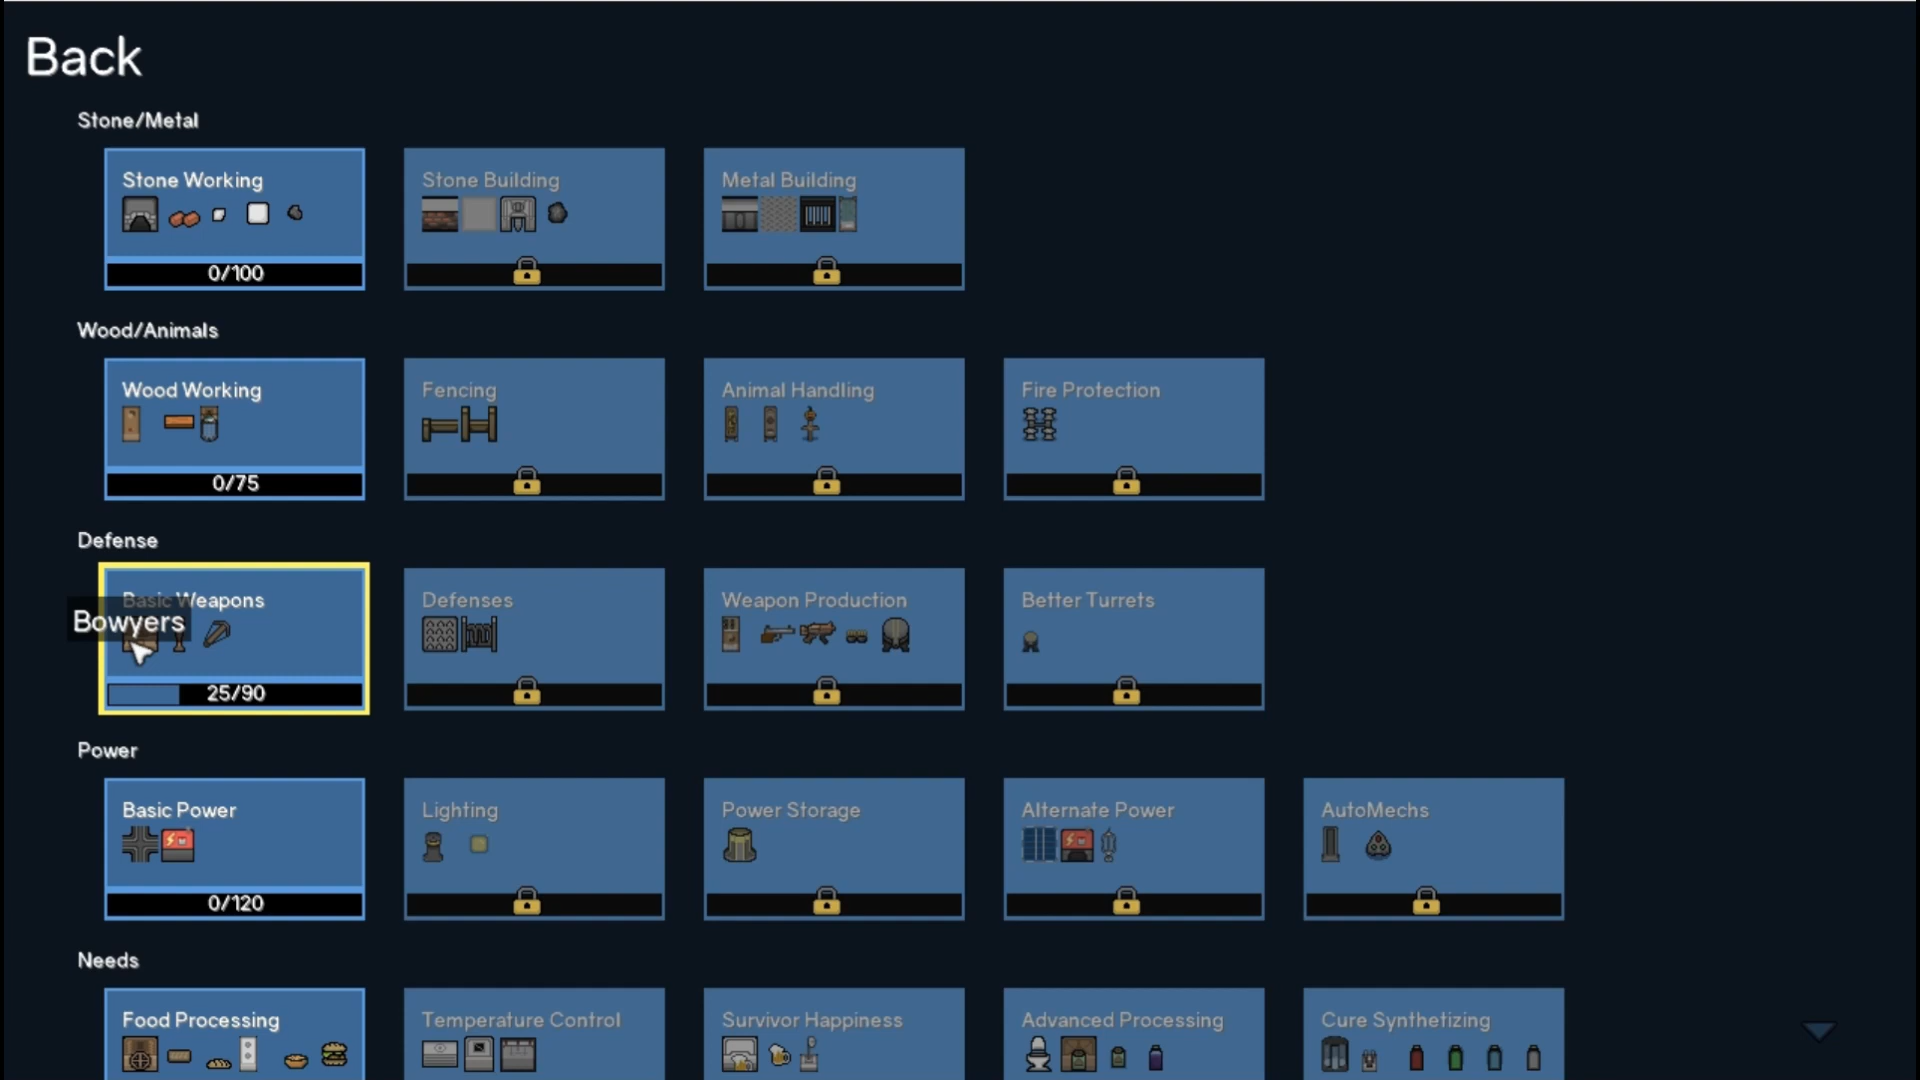 Back
Stone/Metal
Stone Working
Stone Building
Metal Building
0/100
Wood/Animals
Wood Working
Fencing
Animal Handling
Fire Protection
0/75
Defense
Basic Weapons
Defenses
Weapon Production
Better Turrets
Bowyers
25/90
Power
Basic Power
Lighting
Power Storage
Alternate Power
AutoMechs
0/120
Needs
Food Processing
Temperature Control
Survivor Happiness
Advanced Processing
Cure Synthetizing